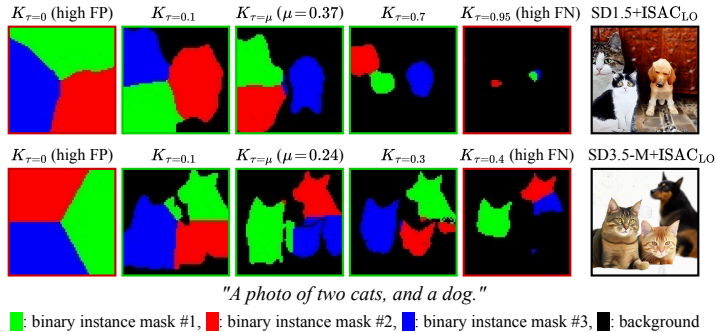 K_{τ=0} (high FP) K_{τ=0.1} K_{τ=μ} (μ=0.37) K_{τ=0.7} K_{τ=0.95} (high FN) SD1.5+ISAC_{LO}
K_{τ=0} (high FP) K_{τ=0.1} K_{τ=μ} (μ=0.24) K_{τ=0.3} K_{τ=0.4} (high FN) SD3.5-M+ISAC_{LO}
"A photo of two cats, and a dog."
: binary instance mask #1, : binary instance mask #2, : binary instance mask #3, : background